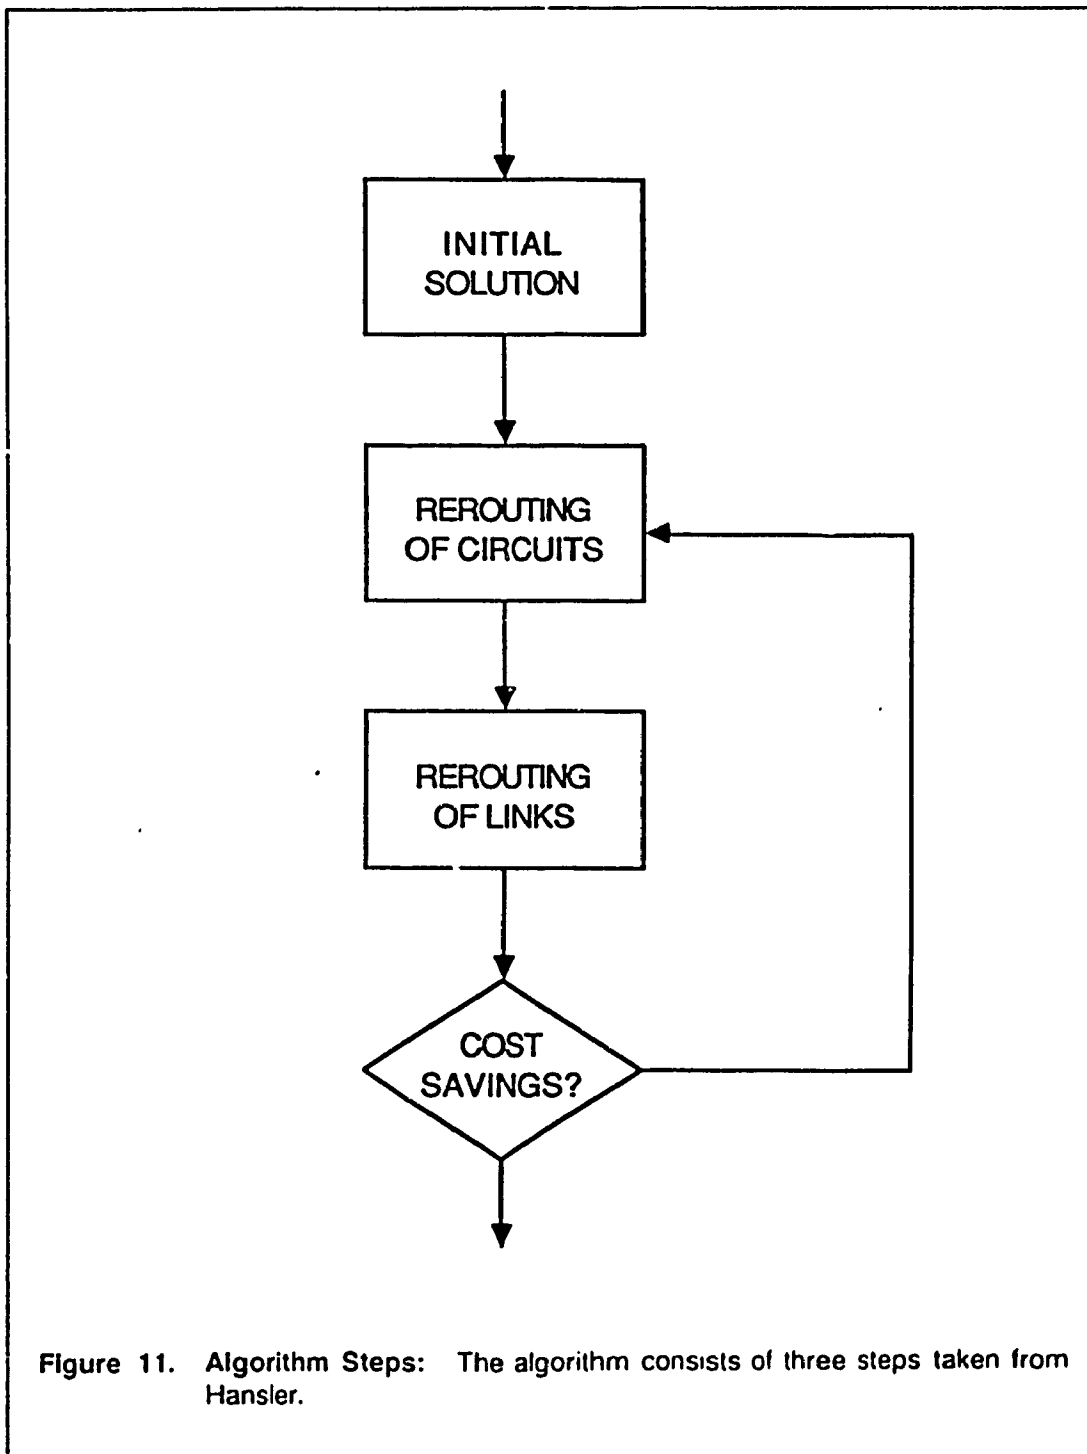 INITIAL
SOLUTION
REROUTING
OF CIRCUITS
REROUTING
OF LINKS
COST
SAVINGS?
Figure 11. Algorithm Steps: The algorithm consists of three steps taken from
Hansler.